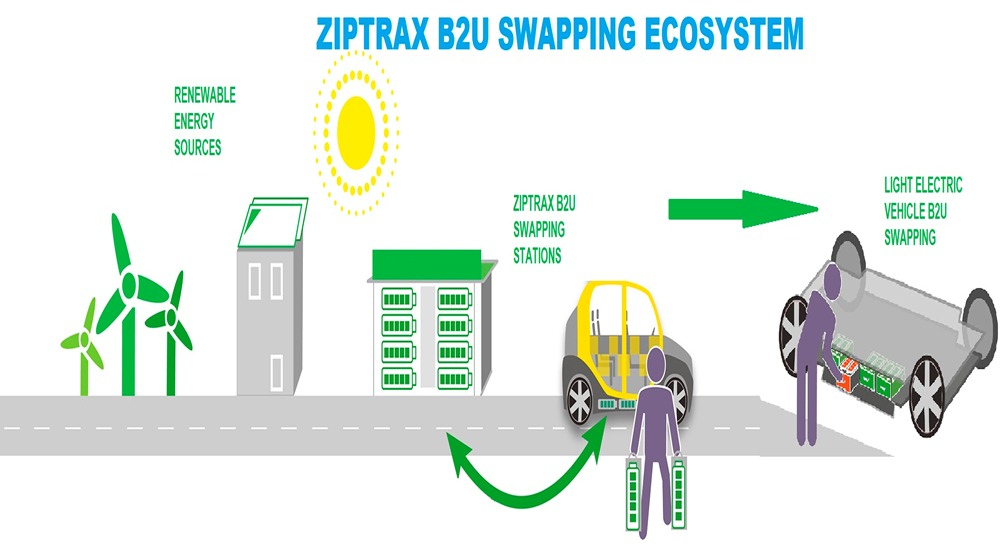 ZIPTRAX B2U SWAPPING ECOSYSTEM
RENEWABLE
ENERGY
SOURCES
ZIPTRAX B2U
SWAPPING
STATIONS
LIGHT ELECTRIC
VEHICLE B2U
SWAPPING